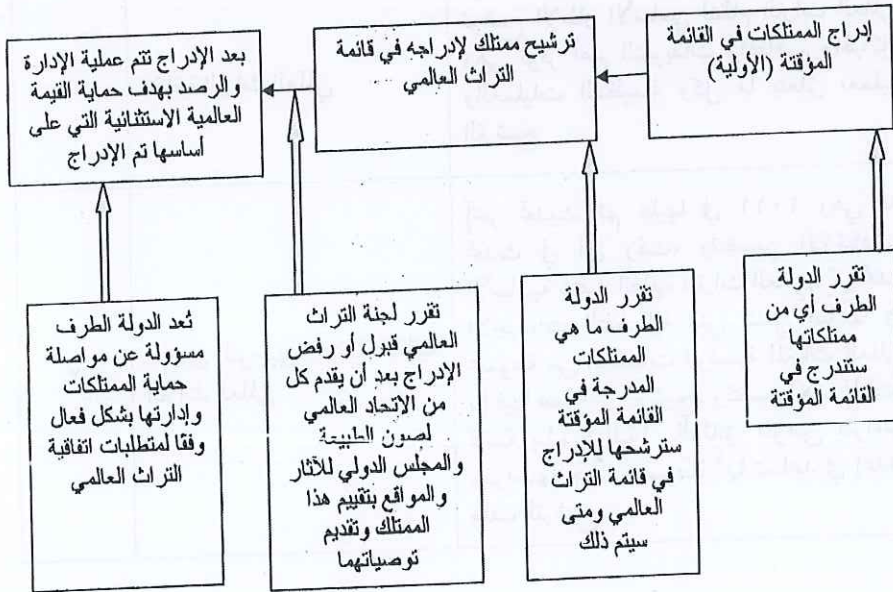 إدراج الممتلكات في القائمة
المؤقتة (الأولية)
ترشيح ممتلك لإدراجه في قائمة
التراث العالمي
بعد الإدراج تتم عملية الإدارة
والرصد بهدف حماية القيمة
العالمية الاستثنائية التي على
أساسها تم الإدراج
تقرر الدولة
الطرف أي من
ممتلكاتها
ستندرج في
القائمة المؤقتة
تقرر الدولة
الطرف ما هي
الممتلكات
المدرجة في
القائمة المؤقتة
سترشحها للإدراج
في قائمة التراث
العالمي ومتى
سيتم ذلك
تقرر لجنة التراث
العالمي قبول أو رفض
الإدراج بعد أن يقدم كل
من الإتحاد العالمي
لصون الطبيعة
والمجلس الدولي للآثار
والمواقع بتقييم هذا
الممتلك وتقديم
توصياتهما
تُعد الدولة الطرف
مسؤولة عن مواصلة
حماية الممتلكات
وإدارتها بشكل فعال
وفقًا لمتطلبات اتفاقية
التراث العالمي